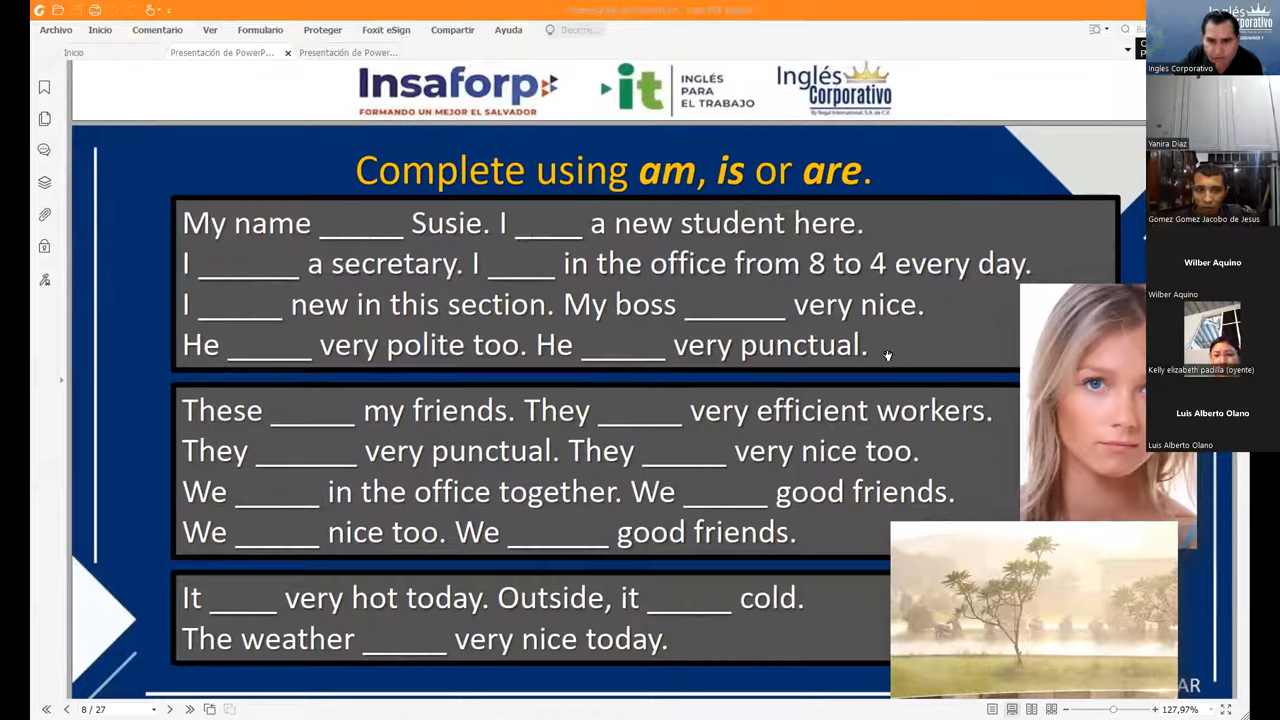 Archivo Inicio Comentario Ver Formulario Proteger Foxit eSign Compartir Ayuda Decirme...
Inicio Presentación de PowerP... × Presentación de Power...
Insaforp
FORMANDO UN MEJOR EL SALVADOR
it
INGLÉS
PARA
EL TRABAJO
Inglés
Corporativo
Complete using am, is or are.
My name ______ Susie. I _____ a new student here.
I _______ a secretary. I _____ in the office from 8 to 4 every day.
I ______ new in this section. My boss _______ very nice.
He ______ very polite too. He ______ very punctual.
These ______ my friends. They ______ very efficient workers.
They _______ very punctual. They ______ very nice too.
We ______ in the office together. We ______ good friends.
We ______ nice too. We _______ good friends.
It _____ very hot today. Outside, it ______ cold.
The weather ______ very nice today.
AR
8 / 27
127,97%
Inglés
Corporativo
Ingles Corporativo
Yanira Diaz
Gomez Gomez Jacobo de Jesus
Wilber Aquino
Wilber Aquino
Kelly elizabeth padilla (oyente)
Luis Alberto Olano
Luis Alberto Olano